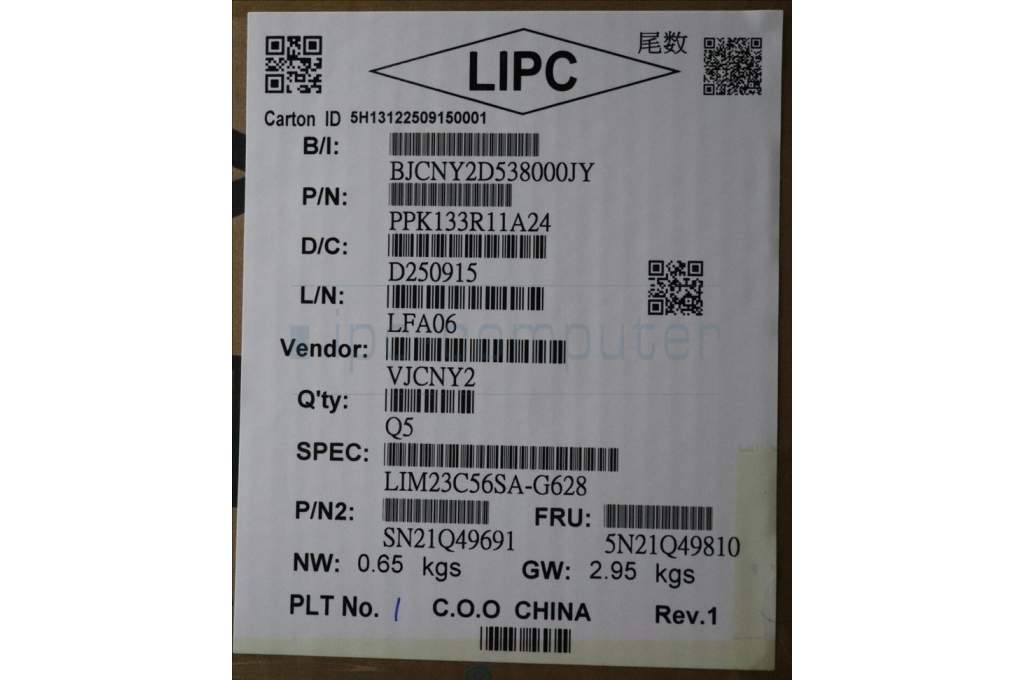 LIPC 尾数
Carton ID 5H13122509150001
B/I:
BJCNY2D538000JY
P/N:
PPK133R11A24
D/C:
D250915
L/N:
LFA06
Vendor:
VJCNY2
Q'ty:
Q5
SPEC:
LIM23C56SA-G628
P/N2: FRU:
SN21Q49691 5N21Q49810
NW: 0.65 kgs GW: 2.95 kgs
PLT No. 1 C.O.O CHINA Rev.1